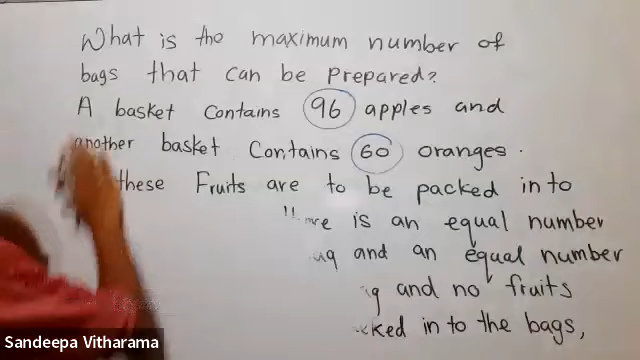 What is the maximum number of
bags that can be prepared?
A basket contains 96 apples and
another basket contains 60 oranges.
these Fruits are to be packed in to
is an equal number
and an equal number
and no fruits
in to the bags,
Sandeepa Vitharama